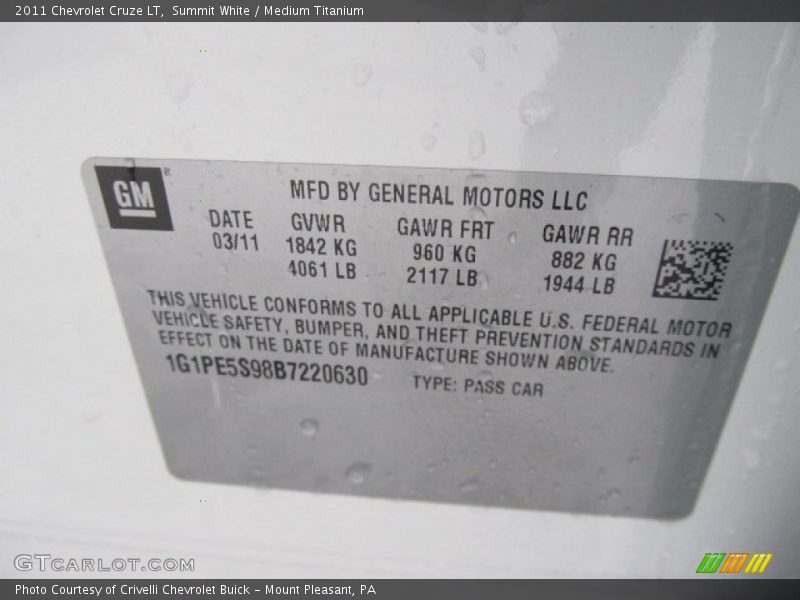 2011 Chevrolet Cruze LT, Summit White / Medium Titanium
GM
MFD BY GENERAL MOTORS LLC
DATE GVWR GAWR FRT GAWR RR
03/11 1842 KG 960 KG 882 KG
4061 LB 2117 LB 1944 LB
THIS VEHICLE CONFORMS TO ALL APPLICABLE U.S. FEDERAL MOTOR
VEHICLE SAFETY, BUMPER, AND THEFT PREVENTION STANDARDS IN
EFFECT ON THE DATE OF MANUFACTURE SHOWN ABOVE.
1G1PE5S98B7220630 TYPE: PASS CAR
GTCARLOT.COM
Photo Courtesy of Crivelli Chevrolet Buick - Mount Pleasant, PA